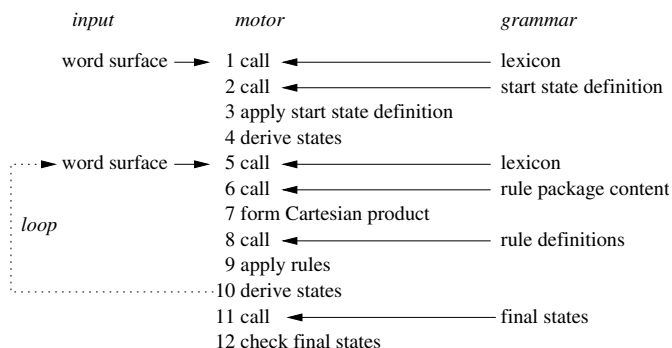 input motor grammar
word surface 1 call lexicon
2 call start state definition
3 apply start state definition
4 derive states
word surface 5 call lexicon
6 call rule package content
7 form Cartesian product
loop
8 call rule definitions
9 apply rules
10 derive states
11 call final states
12 check final states